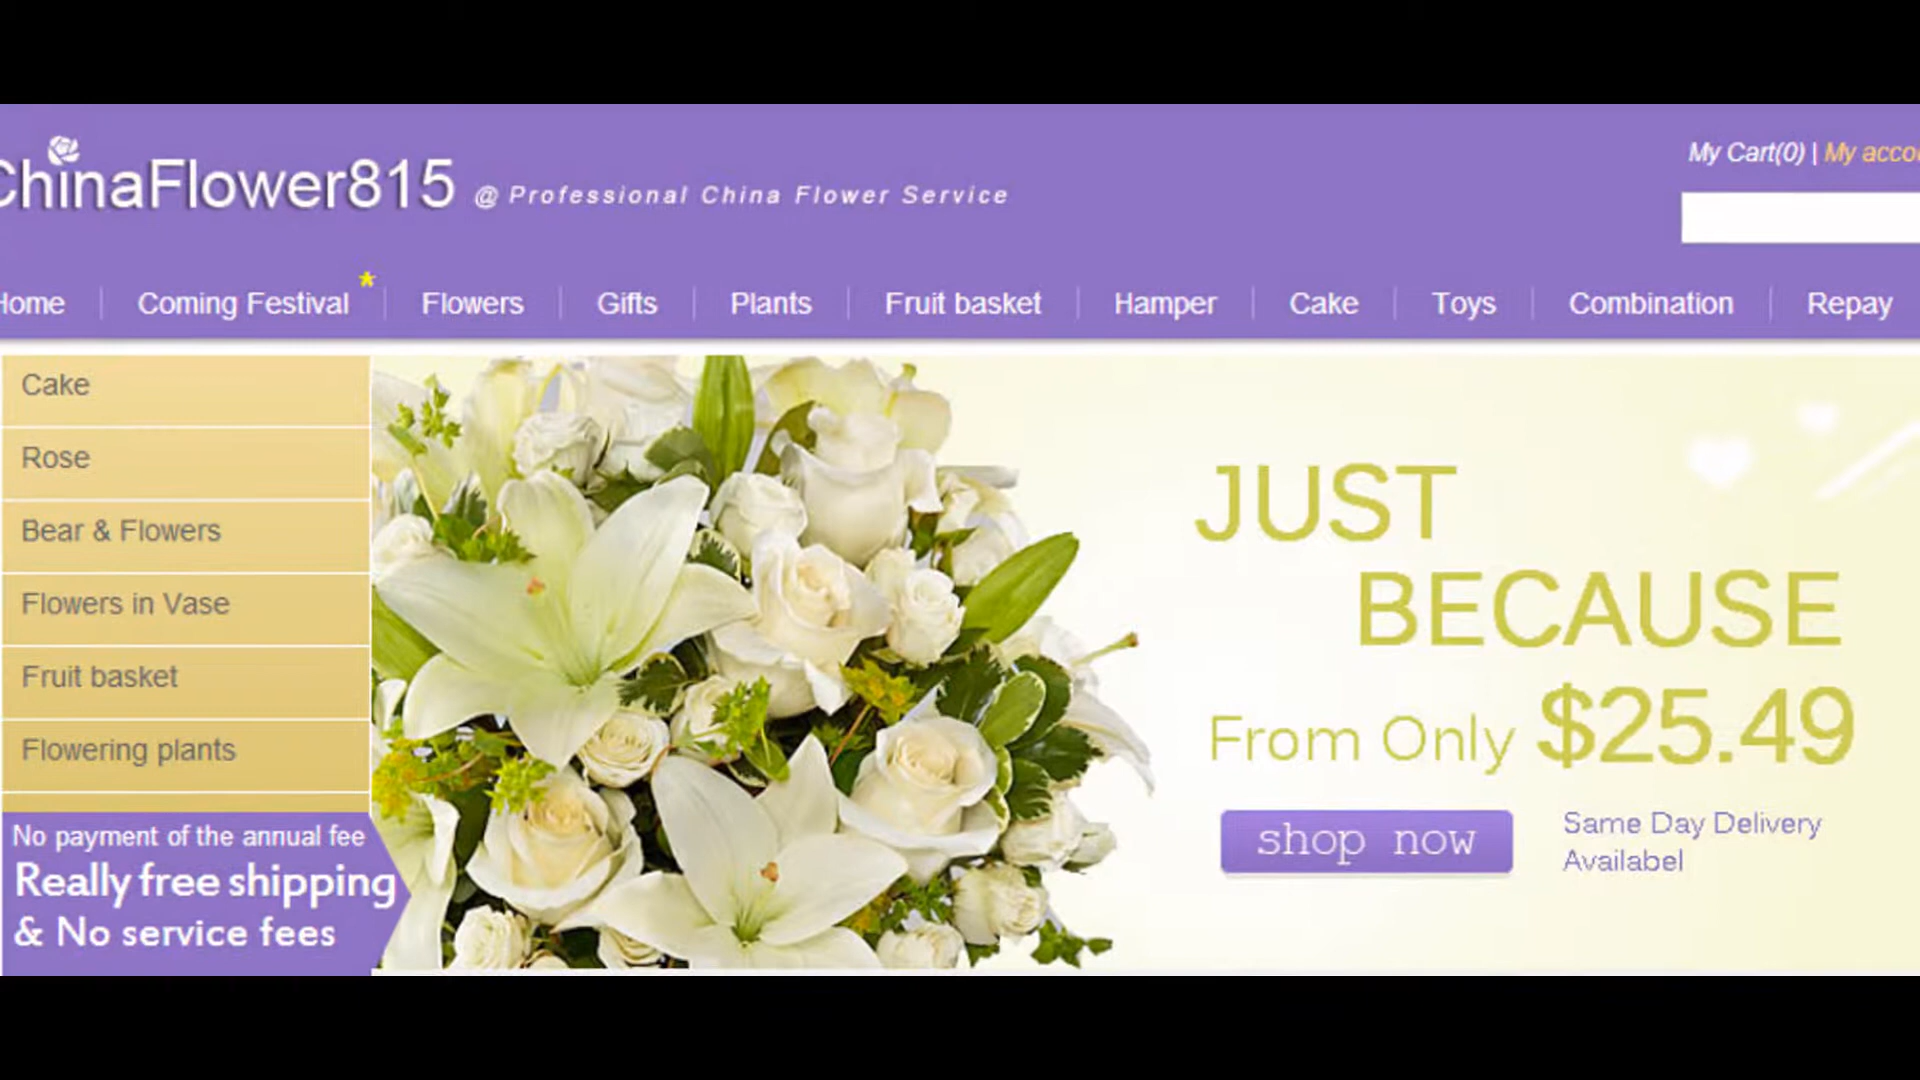 ChinaFlower815 @ Professional China Flower Service
My Cart(0) | My
Home
Coming Festival *
Flowers
Gifts
Plants
Fruit basket
Hamper
Cake
Toys
Combination
Repay
Cake
Rose
Bear & Flowers
Flowers in Vase
Fruit basket
Flowering plants
No payment of the annual fee
Really free shipping
& No service fees
JUST
BECAUSE
From Only $25.49
shop now
Same Day Delivery
Availabel